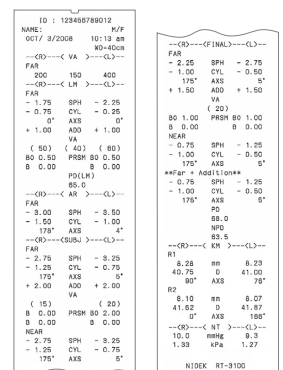 ID : 123456789012
NAME: M/F
OCT/ 3/2008 10:13 am
WD=40cm
--<R>---< VA >---<L>--
FAR
200 150 400
--<R>---< LM >---<L>--
FAR
- 1.75 SPH - 2.25
- 0.75 CYL - 0.25
0° AXS 0°
+ 1.00 ADD + 1.00
VA
( 50) ( 40) ( 60)
BO 0.50 PRSM BO 0.50
B 0.00 B 0.00
PD(LM)
65.0
--<R>---< AR >---<L>--
FAR
- 3.00 SPH - 3.50
- 1.50 CYL - 1.00
178° AXS 4°
--<R>---<SUBJ >---<L>--
FAR
- 2.75 SPH - 3.25
- 1.25 CYL - 0.75
175° AXS 5°
+ 2.00 ADD + 2.00
VA
( 15) ( 20)
B 0.00 PRSM BO 2.00
B 0.00 B 0.00
NEAR
- 2.75 SPH - 3.25
- 1.25 CYL - 0.75
175° AXS 5°
--<R>---<FINAL>---<L>--
FAR
- 2.25 SPH - 2.75
- 1.00 CYL - 0.50
175° AXS 5°
+ 1.50 ADD + 1.50
VA
( 20)
BO 1.00 PRSM BO 1.00
B 0.00 B 0.00
NEAR
- 0.75 SPH - 1.25
- 1.00 CYL - 0.50
175° AXS 5°
**Far + Addition**
- 0.75 SPH - 1.25
- 1.00 CYL - 0.50
176° AXS 5°
PD
68.0
NPD
63.5
--<R>---< KM >---<L>--
R1
8.28 mm 8.23
40.75 D 41.00
90° AXS 76°
R2
8.10 mm 8.07
41.62 D 41.87
0° AXS 166°
--<R>---< NT >---<L>--
10.0 mmHg 9.3
1.33 kPa 1.27
NIDEK RT-3100